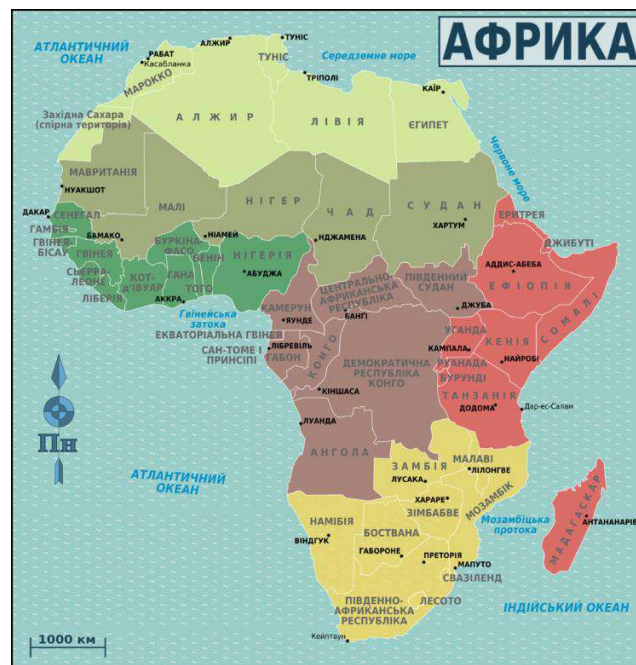 АФРИКА
АТЛАНТИЧНИЙ
ОКЕАН
АЛЖИР
ТУНІС
РАБАТ
Касабланка
ТУНІС
Середземне море
МАРОККО
ТРИПОЛІ
КАЇР
Західна Сахара
(спірна територія)
АЛЖИР
ЛІВІЯ
ЄГИПЕТ
Червоне море
МАВРИТАНІЯ
НУАКШОТ
МАЛІ
НІГЕР
ЧАД
СУДАН
ХАРТУМ
ЕРИТРЕЯ
ДАКАР
СЕНЕГАЛ
ГАМБІЯ
ГВІНЕЯ-
БІСАУ
ГВІНЕЯ
БАМАКО
БУРКІНА-
ФАСО
НІАМЕЙ
БЕНІН
НІГЕРІЯ
АБУДЖА
НДЖАМЕНА
ДЖИБУТІ
АДДИС-АБЕБА
ЕФІОПІЯ
СОМАЛІ
СЬЄРРА-
ЛЕОНЕ
ЛІБЕРІЯ
КОТ-
Д'ІВУАР
ГАНА
ТОГО
АККРА
Гвінейська
затока
КАМЕРУН
ЯУНДЕ
ЦЕНТРАЛЬНО-
АФРИКАНСЬКА
РЕСПУБЛІКА
БАНГІ
ПІВДЕННИЙ
СУДАН
ДЖУБА
ЕКВАТОРІАЛЬНА ГВІНЕЯ
САН-ТОМЕ І
ПРИНСІПІ
ЛІБРЕВІЛЬ
ГАБОН
КОНГО
ДЕМОКРАТИЧНА
РЕСПУБЛІКА
КОНГО
УГАНДА
КАМПАЛА
КЕНІЯ
НАЙРОБІ
РУАНАДА
БУРУНДІ
ТАНЗАНІЯ
ДОДОМА
Дар-ес-Салам
КІНШАСА
ЛУАНДА
Пн
АТЛАНТИЧНИЙ
ОКЕАН
АНГОЛА
ЗАМБІЯ
ЛУСАКА
МАЛАВІ
ЛІЛОНГВЕ
ХАРАРЕ
ЗІМБАБВЕ
МОЗАМБІК
Мозамбіцька
протока
МАДАГАСКАР
АНТАНАНАРІВ
НАМІБІЯ
ВІНДГУК
БОСТВАНА
ГАБОРОНЕ
ПРЕТОРІЯ
МАПУТО
СВАЗІЛЕНД
ПІВДЕННО-
АФРИКАНСЬКА
РЕСПУБЛІКА
ЛЕСОТО
ІНДІЙСЬКИЙ ОКЕАН
Кейптаун
1000 км